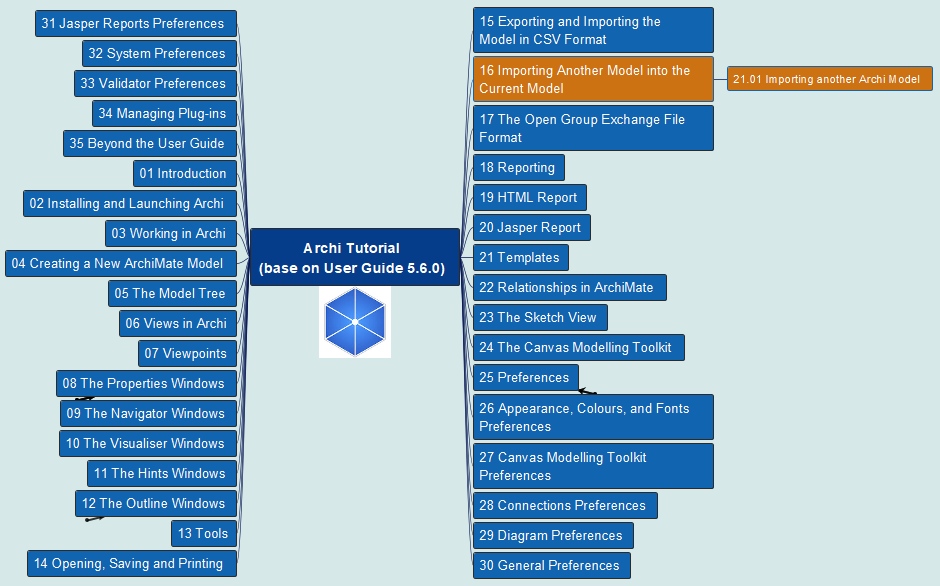 Archi Tutorial
(base on User Guide 5.6.0)
01 Introduction
02 Installing and Launching Archi
03 Working in Archi
04 Creating a New ArchiMate Model
05 The Model Tree
06 Views in Archi
07 Viewpoints
08 The Properties Windows
09 The Navigator Windows
10 The Visualiser Windows
11 The Hints Windows
12 The Outline Windows
13 Tools
14 Opening, Saving and Printing
15 Exporting and Importing the
Model in CSV Format
16 Importing Another Model into the
Current Model
21.01 Importing another Archi Model
17 The Open Group Exchange File
Format
18 Reporting
19 HTML Report
20 Jasper Report
21 Templates
22 Relationships in ArchiMate
23 The Sketch View
24 The Canvas Modelling Toolkit
25 Preferences
26 Appearance, Colours, and Fonts
Preferences
27 Canvas Modelling Toolkit
Preferences
28 Connections Preferences
29 Diagram Preferences
30 General Preferences
31 Jasper Reports Preferences
32 System Preferences
33 Validator Preferences
34 Managing Plug-ins
35 Beyond the User Guide